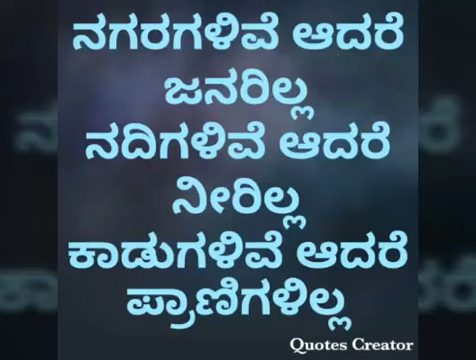 ನಗರಗಳಿವೆ ಆದರೆ
ಜನರಿಲ್ಲ
ನದಿಗಳಿವೆ ಆದರೆ
ನೀರಿಲ್ಲ
ಕಾಡುಗಳಿವೆ ಆದರೆ
ಪ್ರಾಣಿಗಳಿಲ್ಲ
Quotes Creator